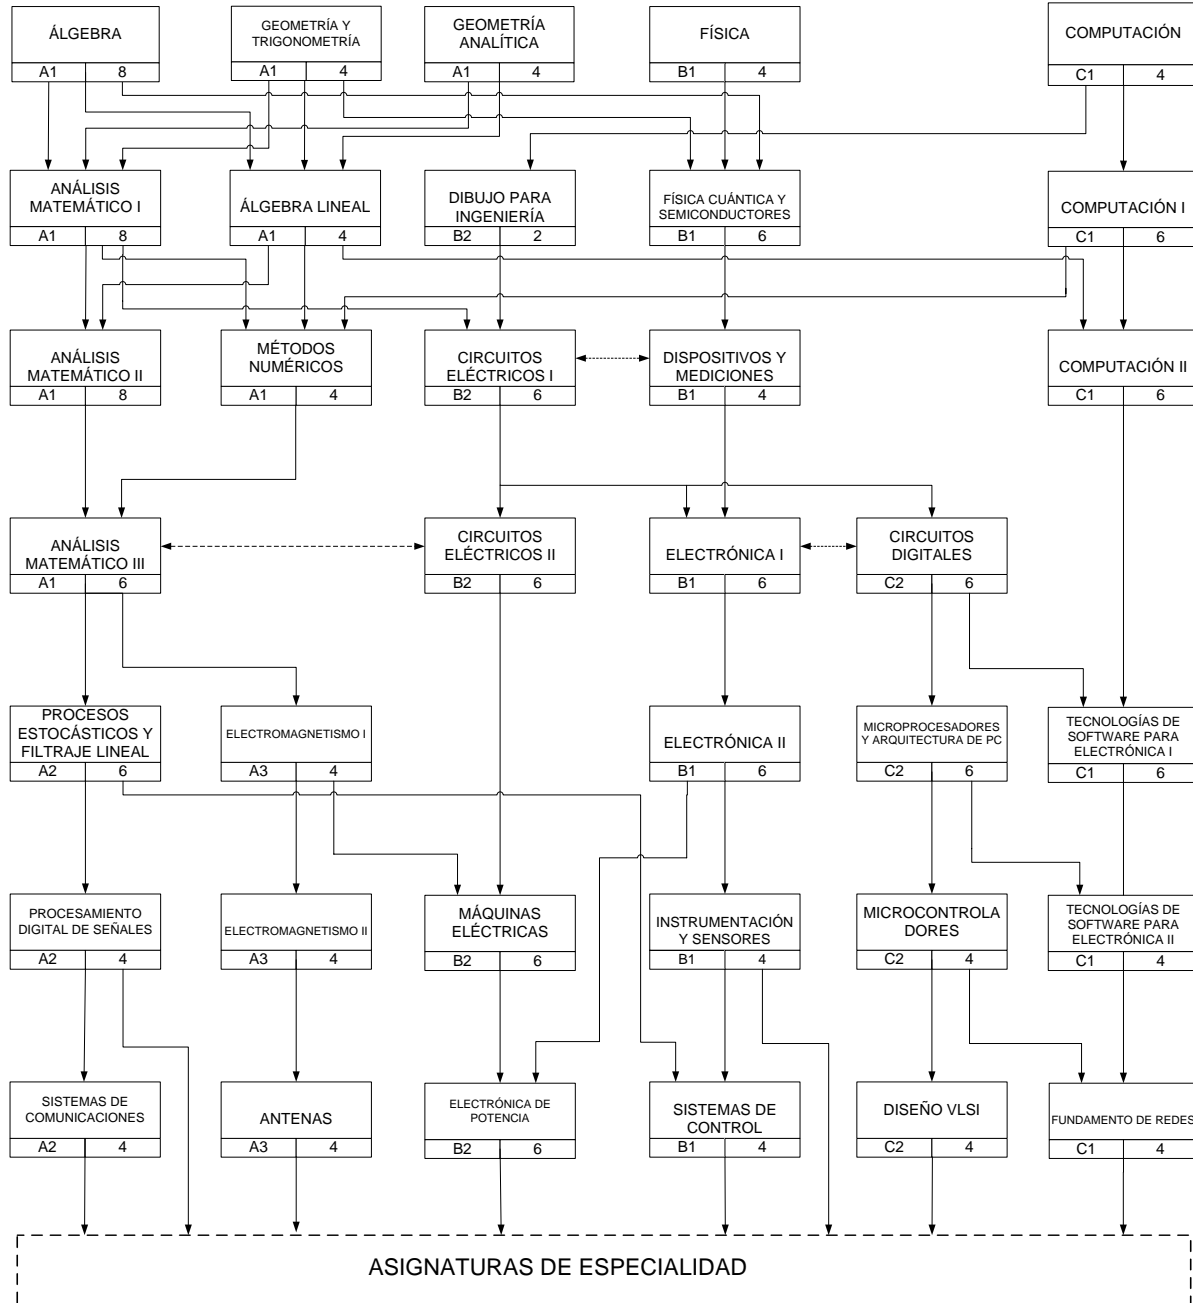 ÁLGEBRA
A1 8
GEOMETRÍA Y
TRIGONOMETRÍA
A1 4
GEOMETRÍA
ANALÍTICA
A1 4
FÍSICA
B1 4
COMPUTACIÓN
C1 4
ANÁLISIS
MATEMÁTICO I
A1 8
ÁLGEBRA LINEAL
A1 4
DIBUJO PARA
INGENIERÍA
B2 2
FÍSICA CUÁNTICA Y
SEMICONDUCTORES
B1 6
COMPUTACIÓN I
C1 6
ANÁLISIS
MATEMÁTICO II
A1 8
MÉTODOS
NUMÉRICOS
A1 4
CIRCUITOS
ELÉCTRICOS I
B2 6
DISPOSITIVOS Y
MEDICIONES
B1 4
COMPUTACIÓN II
C1 6
ANÁLISIS
MATEMÁTICO III
A1 6
CIRCUITOS
ELÉCTRICOS II
B2 6
ELECTRÓNICA I
B1 6
CIRCUITOS
DIGITALES
C2 6
PROCESOS
ESTOCÁSTICOS Y
FILTRAJE LINEAL
A2 6
ELECTROMAGNETISMO I
A3 4
ELECTRÓNICA II
B1 6
MICROPROCESADORES
Y ARQUITECTURA DE PC
C2 6
TECNOLOGÍAS DE
SOFTWARE PARA
ELECTRÓNICA I
C1 6
PROCESAMIENTO
DIGITAL DE SEÑALES
A2 4
ELECTROMAGNETISMO II
A3 4
MÁQUINAS
ELÉCTRICAS
B2 6
INSTRUMENTACIÓN
Y SENSORES
B1 4
MICROCONTROLA
DORES
C2 4
TECNOLOGÍAS DE
SOFTWARE PARA
ELECTRÓNICA II
C1 4
SISTEMAS DE
COMUNICACIONES
A2 4
ANTENAS
A3 4
ELECTRÓNICA DE
POTENCIA
B2 6
SISTEMAS DE
CONTROL
B1 4
DISEÑO VLSI
C2 4
FUNDAMENTO DE REDES
C1 4
ASIGNATURAS DE ESPECIALIDAD